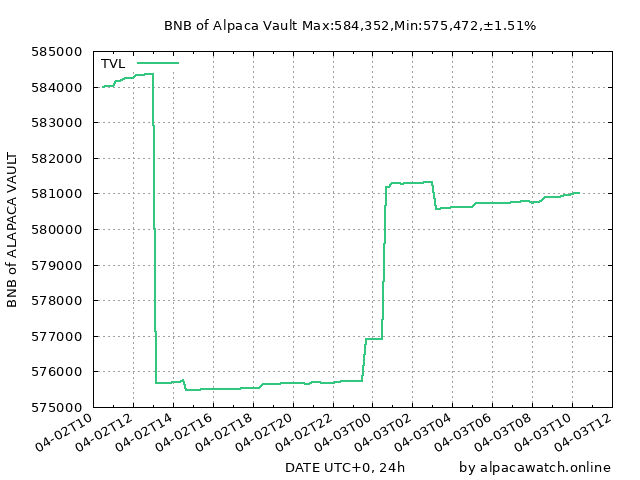 BNB of Alpaca Vault Max:584,352,Min:575,472,±1.51%
TVL
585000
584000
583000
582000
581000
580000
579000
578000
577000
576000
575000
BNB of ALAPACA VAULT
04-02T10
04-02T12
04-02T14
04-02T16
04-02T18
04-02T20
04-02T22
04-03T00
04-03T02
04-03T04
04-03T06
04-03T08
04-03T10
04-03T12
DATE UTC+0, 24h
by alpacawatch.online